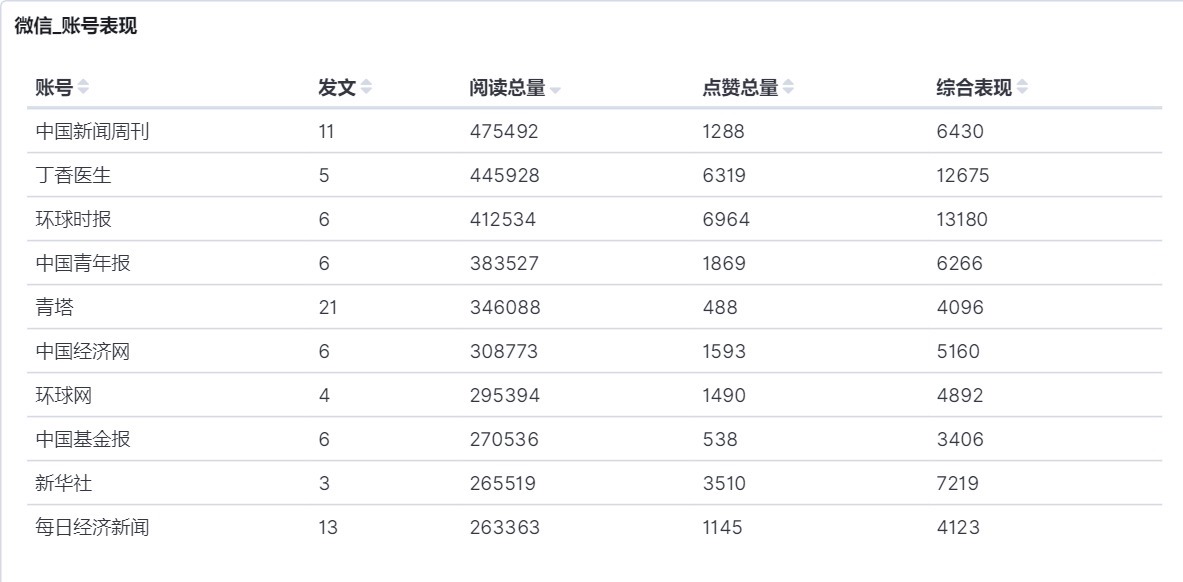 微信_账号表现
账号 发文 阅读总量 点赞总量 综合表现
中国新闻周刊 11 475492 1288 6430
丁香医生 5 445928 6319 12675
环球时报 6 412534 6964 13180
中国青年报 6 383527 1869 6266
青塔 21 346088 488 4096
中国经济网 6 308773 1593 5160
环球网 4 295394 1490 4892
中国基金报 6 270536 538 3406
新华社 3 265519 3510 7219
每日经济新闻 13 263363 1145 4123